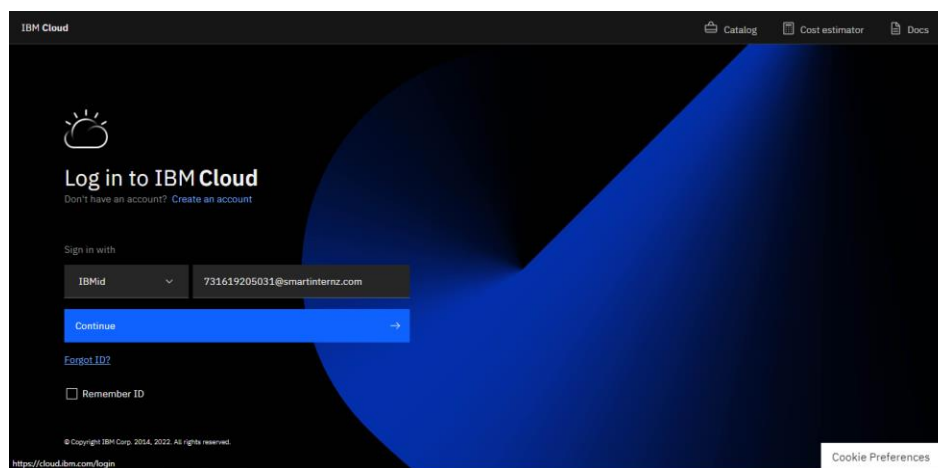 IBM Cloud
Catalog
Cost estimator
Docs
Log in to IBM Cloud
Don't have an account? Create an account
Sign in with
IBMid
731619205031@smartinternz.com
Continue
Forgot ID?
Remember ID
© Copyright IBM Corp. 2014, 2022. All rights reserved.
https://cloud.ibm.com/login
Cookie Preferences